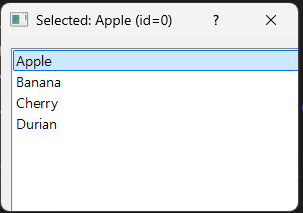 Selected: Apple (id=0)
?
Apple
Banana
Cherry
Durian